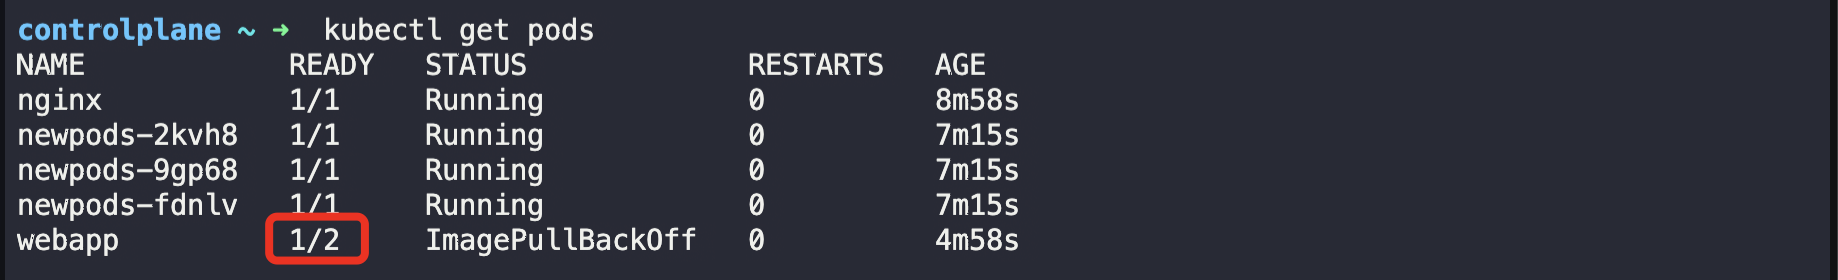 controlplane ~ ➜  kubectl get pods
NAME            READY   STATUS             RESTARTS   AGE
nginx           1/1     Running            0          8m58s
newpods-2kvh8   1/1     Running            0          7m15s
newpods-9gp68   1/1     Running            0          7m15s
newpods-fdnlv   1/1     Running            0          7m15s
webapp          1/2     ImagePullBackOff   0          4m58s